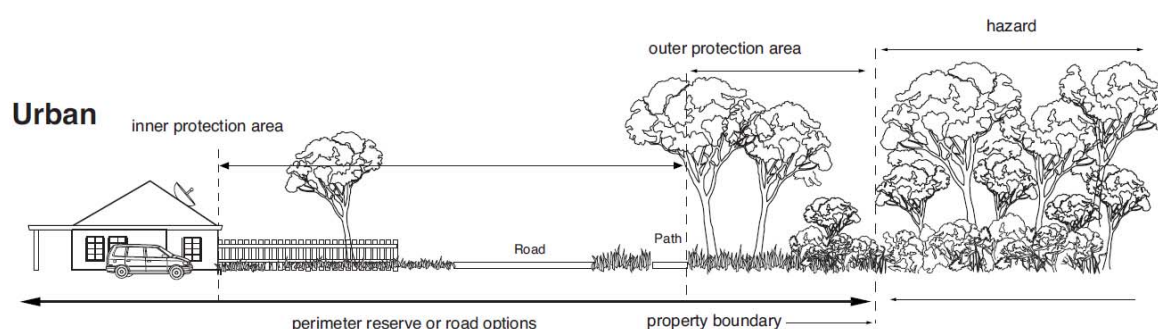 hazard
outer protection area
Urban
inner protection area
Road
Path
perimeter reserve or road options
property boundary